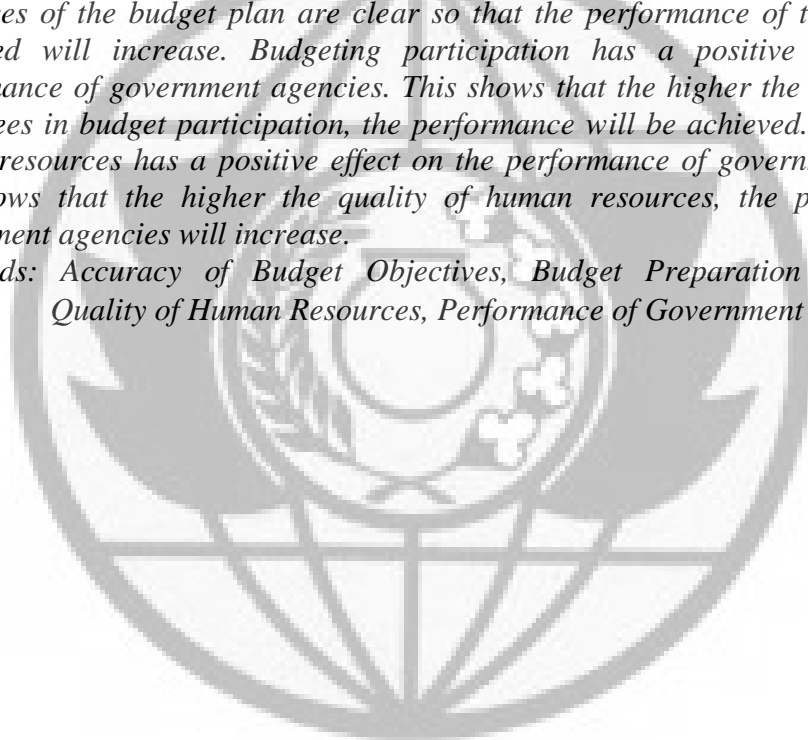 es of the budget plan are clear so that the performance of t
ed will increase. Budgeting participation has a positive
ance of government agencies. This shows that the higher the
ees in budget participation, the performance will be achieved.
resources has a positive effect on the performance of govern
ows that the higher the quality of human resources, the p
ment agencies will increase.
ds: Accuracy of Budget Objectives, Budget Preparation
Quality of Human Resources, Performance of Government